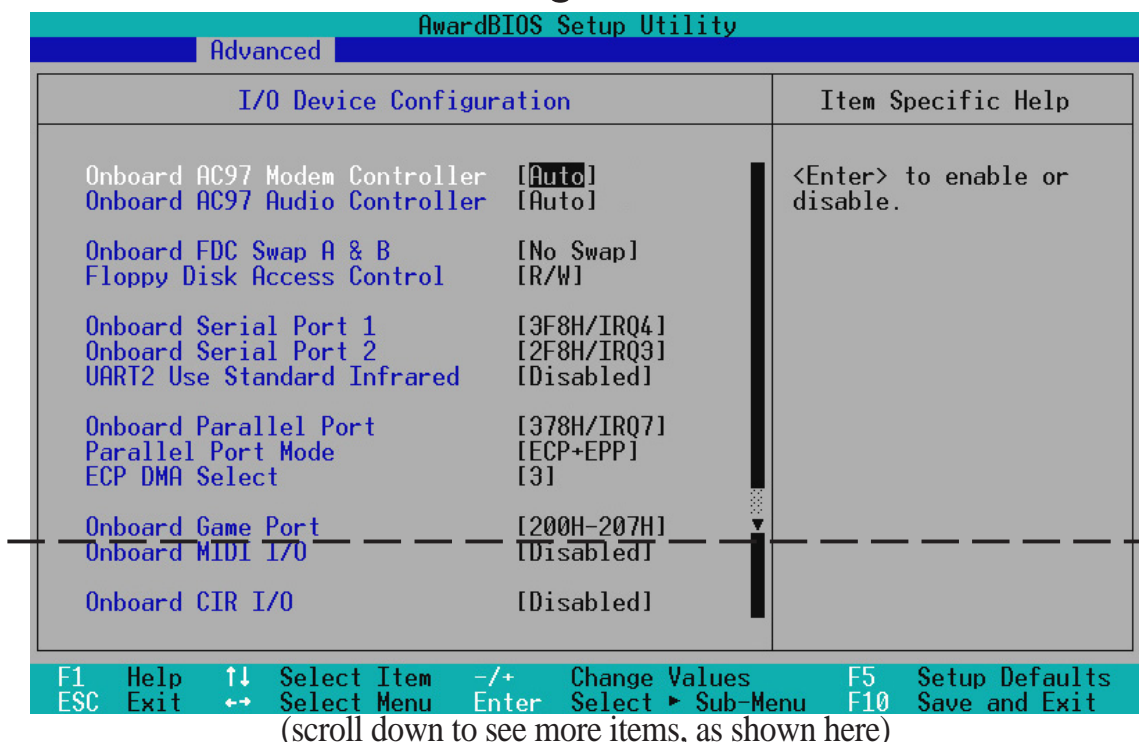 AwardBIOS Setup Utility
Advanced
I/O Device Configuration
Item Specific Help
Onboard AC97 Modem Controller [Auto]
Onboard AC97 Audio Controller [Auto]
Onboard FDC Swap A & B [No Swap]
Floppy Disk Access Control [R/W]
Onboard Serial Port 1 [3F8H/IRQ4]
Onboard Serial Port 2 [2F8H/IRQ3]
UART2 Use Standard Infrared [Disabled]
Onboard Parallel Port [378H/IRQ7]
Parallel Port Mode [ECP+EPP]
ECP DMA Select [3]
Onboard Game Port [200H-207H]
Onboard MIDI I/O [Disabled]
Onboard CIR I/O [Disabled]
<Enter> to enable or
disable.
F1 Help ↑↓ Select Item -/+ Change Values F5 Setup Defaults
ESC Exit ←→ Select Menu Enter Select ► Sub-Menu F10 Save and Exit
(scroll down to see more items, as shown here)